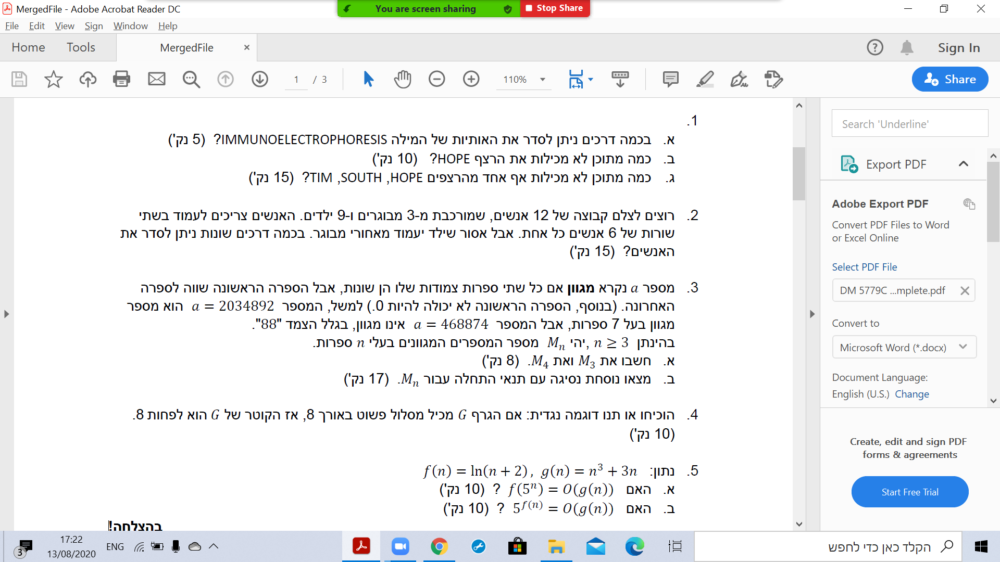 MergedFile - Adobe Acrobat Reader DC
You are screen sharing
Stop Share
File Edit View Sign Window Help
Home Tools MergedFile ×
Sign In
1 / 3
110%
Share
1.
א. בכמה דרכים ניתן לסדר את האותיות של המילה IMMUNOELECTROPHORESIS? (5 נק')
ב. כמה מתוכן לא מכילות את הרצף HOPE? (10 נק')
ג. כמה מתוכן לא מכילות אף אחד מהרצפים HOPE, SOUTH, TIM? (15 נק')
2. רוצים לצלם קבוצה של 12 אנשים, שמורכבת מ-3 מבוגרים ו-9 ילדים. האנשים צריכים לעמוד בשתי
שורות של 6 אנשים כל אחת. אבל אסור שילד יעמוד מאחורי מבוגר. בכמה דרכים שונות ניתן לסדר את
האנשים? (15 נק')
3. מספר a נקרא מגוון אם כל שתי ספרות צמודות שלו הן שונות, אבל הספרה הראשונה שווה לספרה
האחרונה. (בנוסף, הספרה הראשונה לא יכולה להיות 0.) למשל, המספר a = 2034892 הוא מספר
מגוון בעל 7 ספרות, אבל המספר a = 468874 אינו מגוון, בגלל הצמד "88".
בהינתן n ≥ 3, יהי Mₙ מספר המספרים המגוונים בעלי n ספרות.
א. חשבו את M₃ ואת M₄. (8 נק')
ב. מצאו נוסחת נסיגה עם תנאי התחלה עבור Mₙ. (17 נק')
4. הוכיחו או תנו דוגמה נגדית: אם הגרף G מכיל מסלול פשוט באורך 8, אז הקוטר של G הוא לפחות 8.
(10 נק')
5. נתון: f(n) = ln(n + 2), g(n) = n³ + 3n
א. האם f(5ⁿ) = O(g(n)) ? (10 נק')
ב. האם 5^f(n) = O(g(n)) ? (10 נק')
בהצלחה!
Search 'Underline'
Export PDF
Adobe Export PDF
Convert PDF Files to Word
or Excel Online
Select PDF File
DM 5779C ...mplete.pdf
Convert to
Microsoft Word (*.docx)
Document Language:
English (U.S.) Change
Create, edit and sign PDF
forms & agreements
Start Free Trial
3
17:22
13/08/2020
ENG
הקלד כאן כדי לחפש